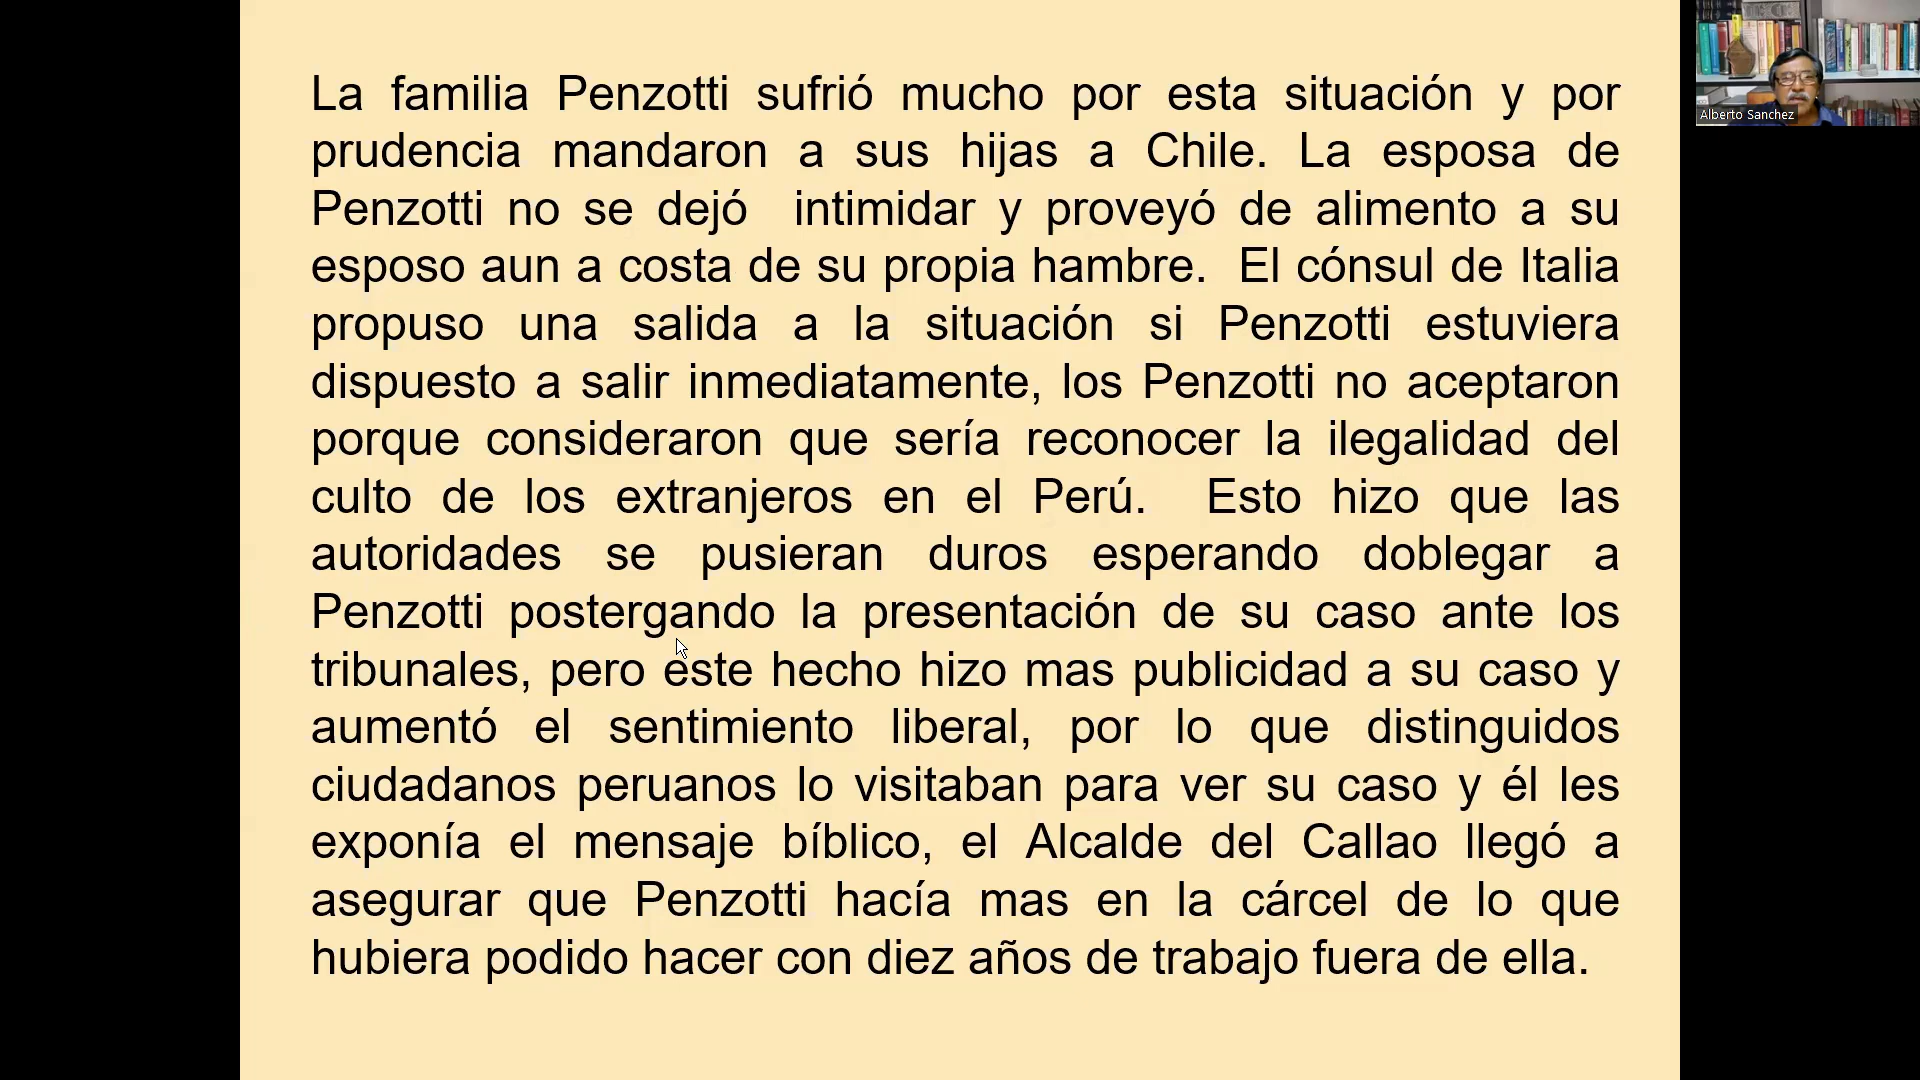 La familia Penzotti sufrió mucho por esta situación y por
prudencia mandaron a sus hijas a Chile. La esposa de
Penzotti no se dejó  intimidar y proveyó de alimento a su
esposo aun a costa de su propia hambre.  El cónsul de Italia
propuso una salida a la situación si Penzotti estuviera
dispuesto a salir inmediatamente, los Penzotti no aceptaron
porque consideraron que sería reconocer la ilegalidad del
culto de los extranjeros en el Perú.  Esto hizo que las
autoridades se pusieran duros esperando doblegar a
Penzotti postergando la presentación de su caso ante los
tribunales, pero este hecho hizo mas publicidad a su caso y
aumentó el sentimiento liberal, por lo que distinguidos
ciudadanos peruanos lo visitaban para ver su caso y él les
exponía el mensaje bíblico, el Alcalde del Callao llegó a
asegurar que Penzotti hacía mas en la cárcel de lo que
hubiera podido hacer con diez años de trabajo fuera de ella.
Alberto Sanchez